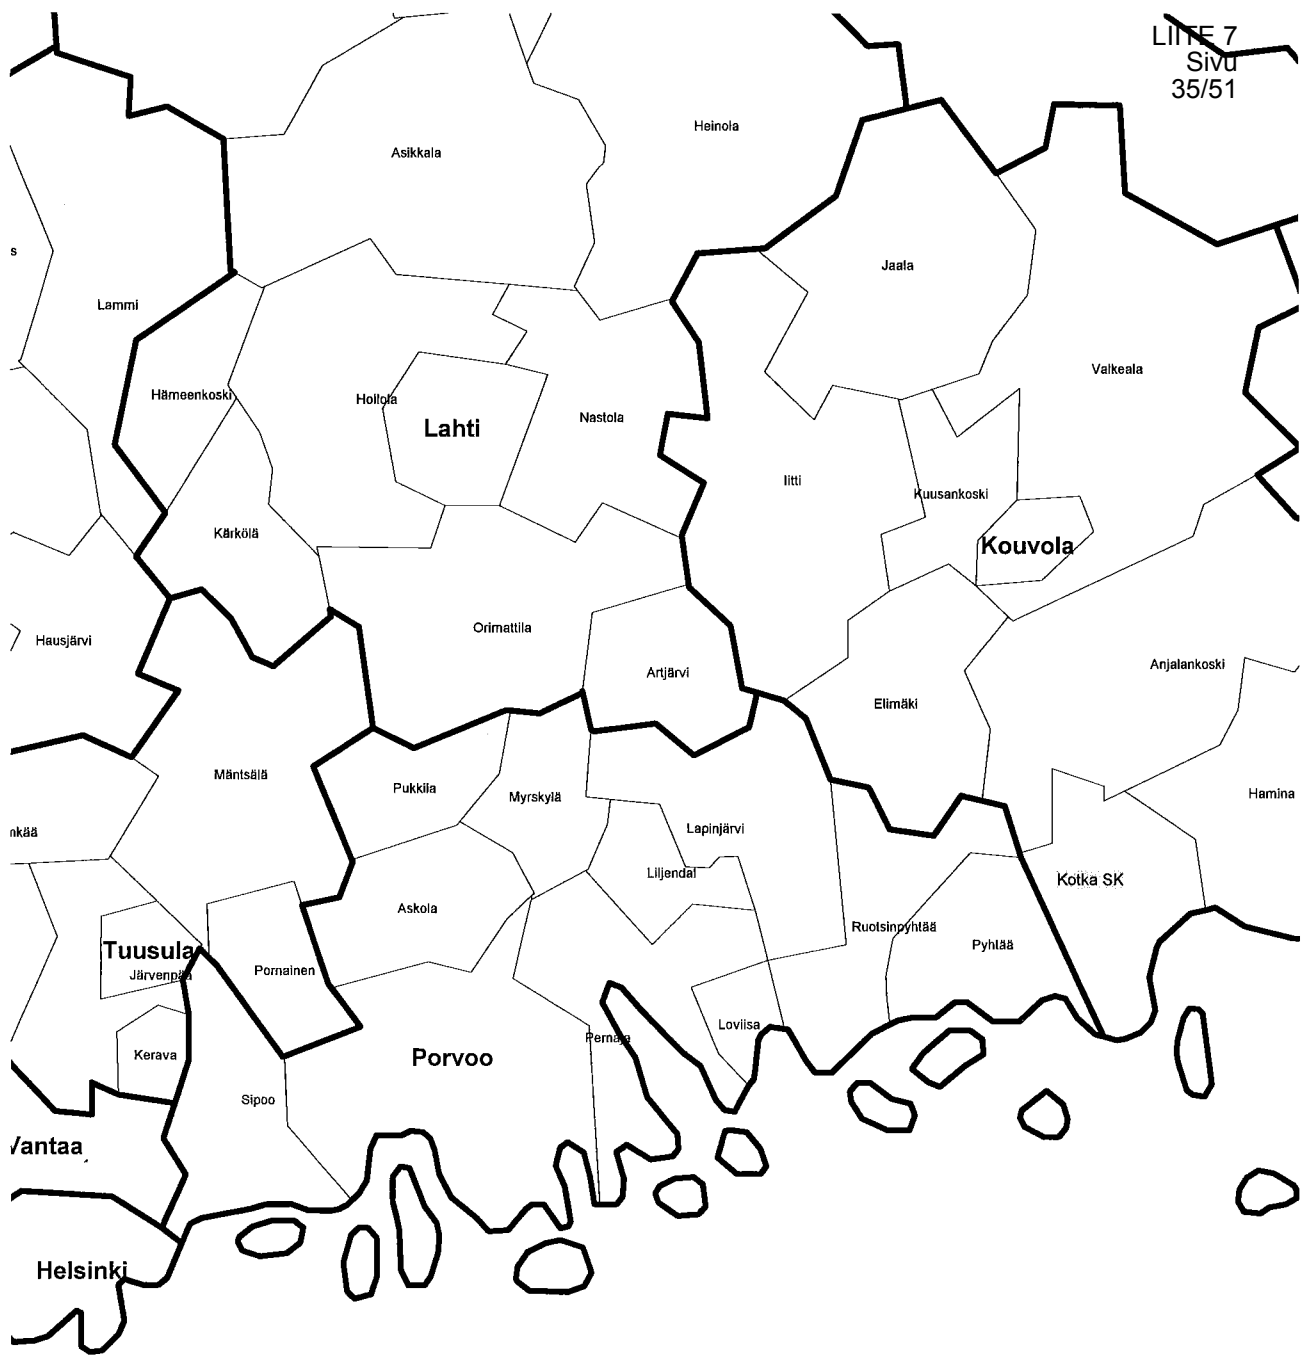 LIITE 7
Sivu
35/51
Heinola
Asikkala
s
Jaala
Lammi
Valkeala
Hämeenkoski
Hollola
Nastola
Lahti
Iitti
Kuusankoski
Kärkölä
Kouvola
Orimattila
Hausjärvi
Anjalankoski
Artjärvi
Elimäki
Mäntsälä
Pukkila
Myrskylä
Hamina
mkää
Lapinjärvi
Liljendal
Kotka SK
Askola
Ruotsinpyhtää
Pyhtää
Tuusula
Järvenpää
Pornainen
Loviisa
Pernaja
Kerava
Porvoo
Sipoo
Vantaa
Helsinki